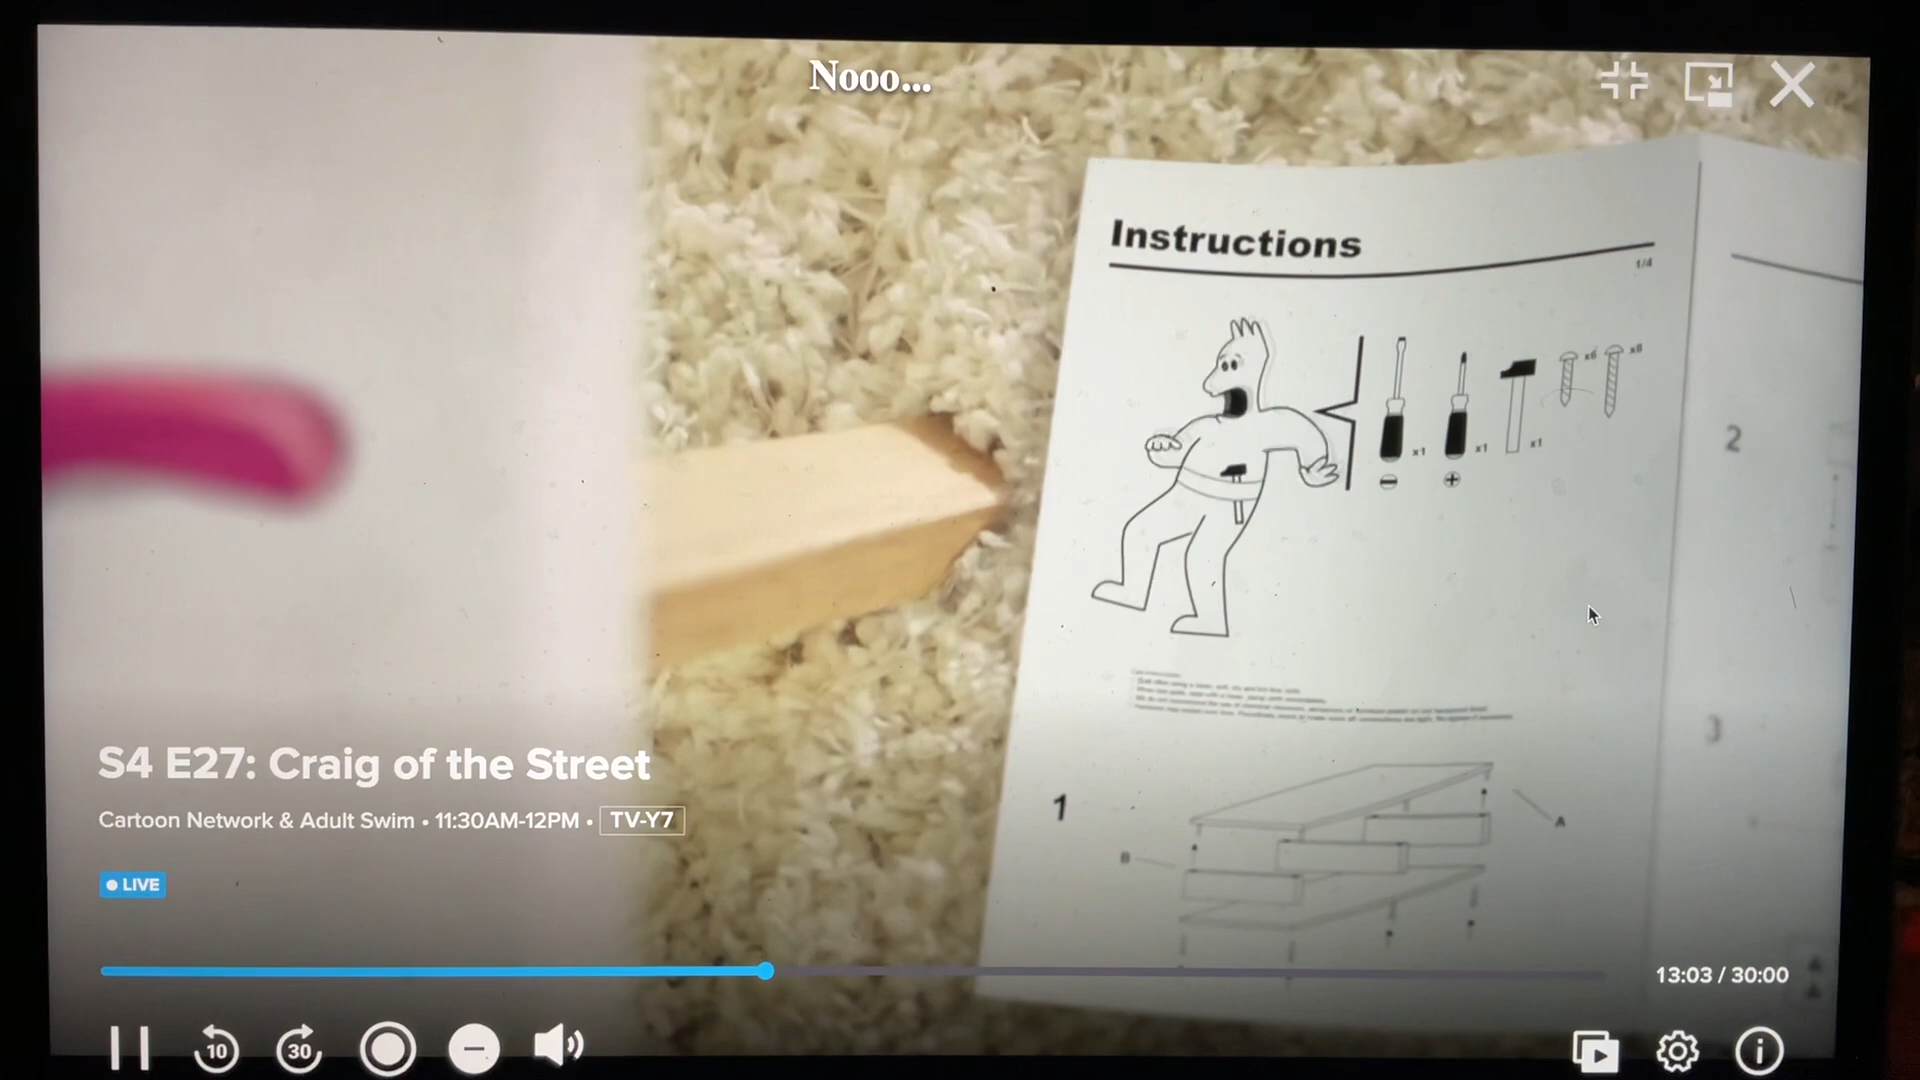 Nooo...
Instructions
1/4
x6
x8
x1
x1
x1
2
3
1
A
B
S4 E27: Craig of the Street
Cartoon Network & Adult Swim • 11:30AM-12PM • TV-Y7
LIVE
13:03 / 30:00
10
30